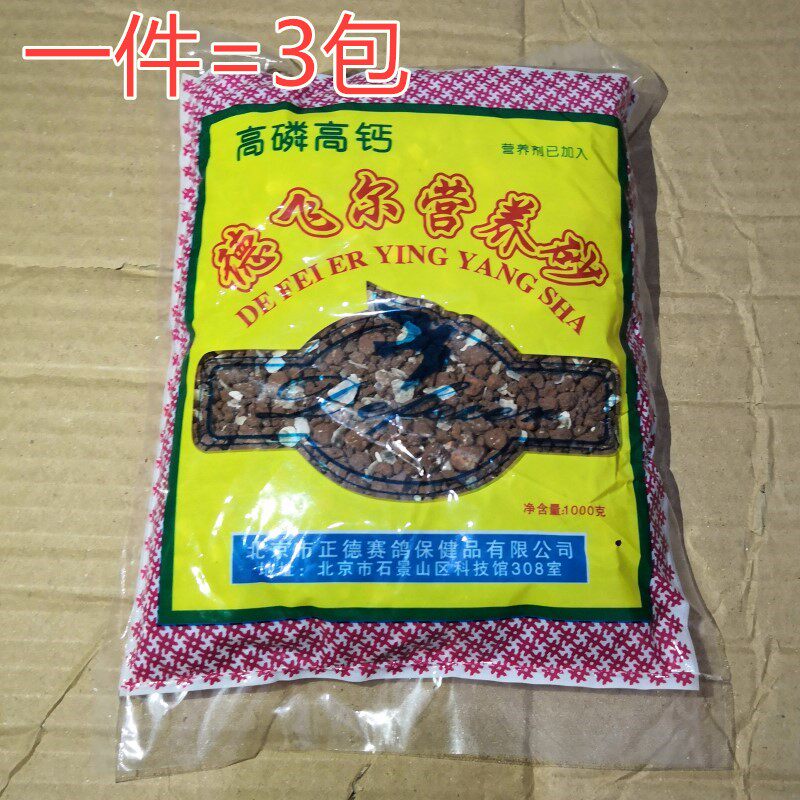 一件=3包
高磷高钙
营养剂已加入
德飞尔营养砂
DE FEI ER YING YANG SHA
净含量:1000克
北京市正德赛鸽保健品有限公司
地址：北京市石景山区科技馆308室